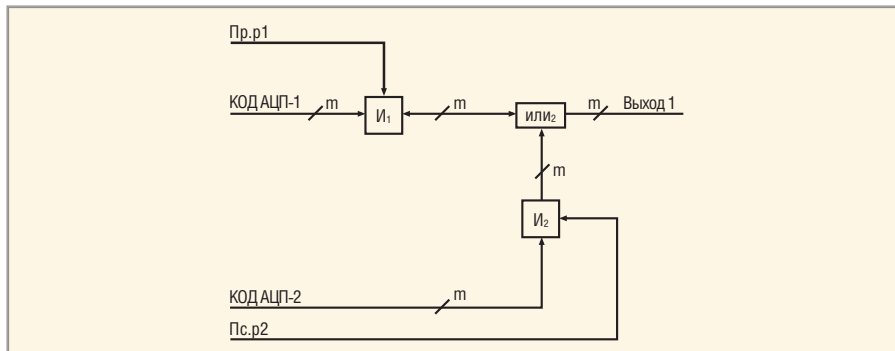 Пр.р1
КОД АЦП-1 m И₁ m или₂ m Выход 1
m
И₂
КОД АЦП-2 m
Пс.р2